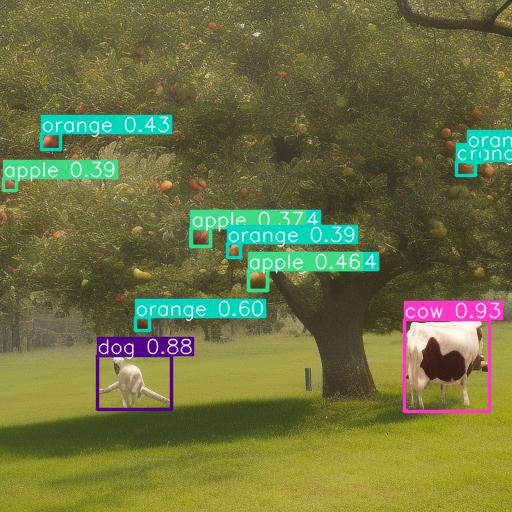 orange 0.43
oran
apple 0.39
apple 0.374
orange 0.39
apple 0.464
orange 0.60
cow 0.93
dog 0.88